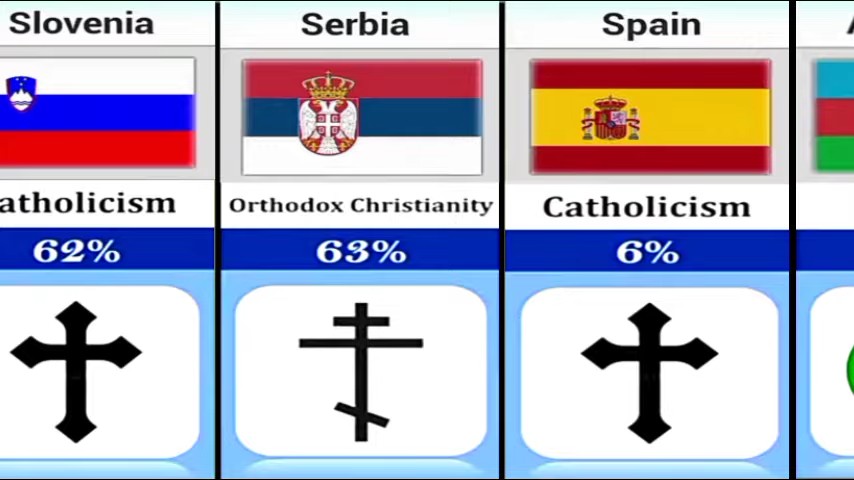 Slovenia
Serbia
Spain
atholicism
Orthodox Christianity
Catholicism
62%
63%
6%